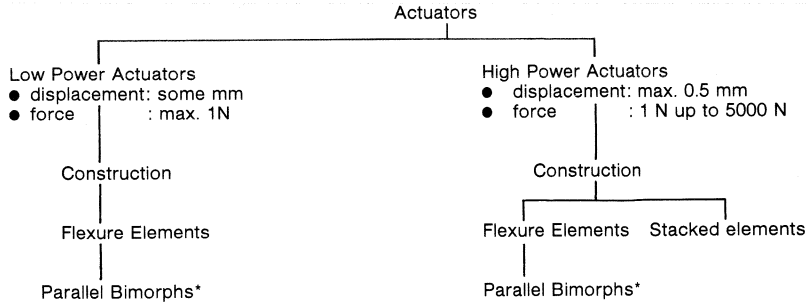 Actuators
Low Power Actuators
● displacement: some mm
● force : max. 1N
Construction
Flexure Elements
Parallel Bimorphs*
High Power Actuators
● displacement: max. 0.5 mm
● force : 1 N up to 5000 N
Construction
Flexure Elements Stacked elements
Parallel Bimorphs*